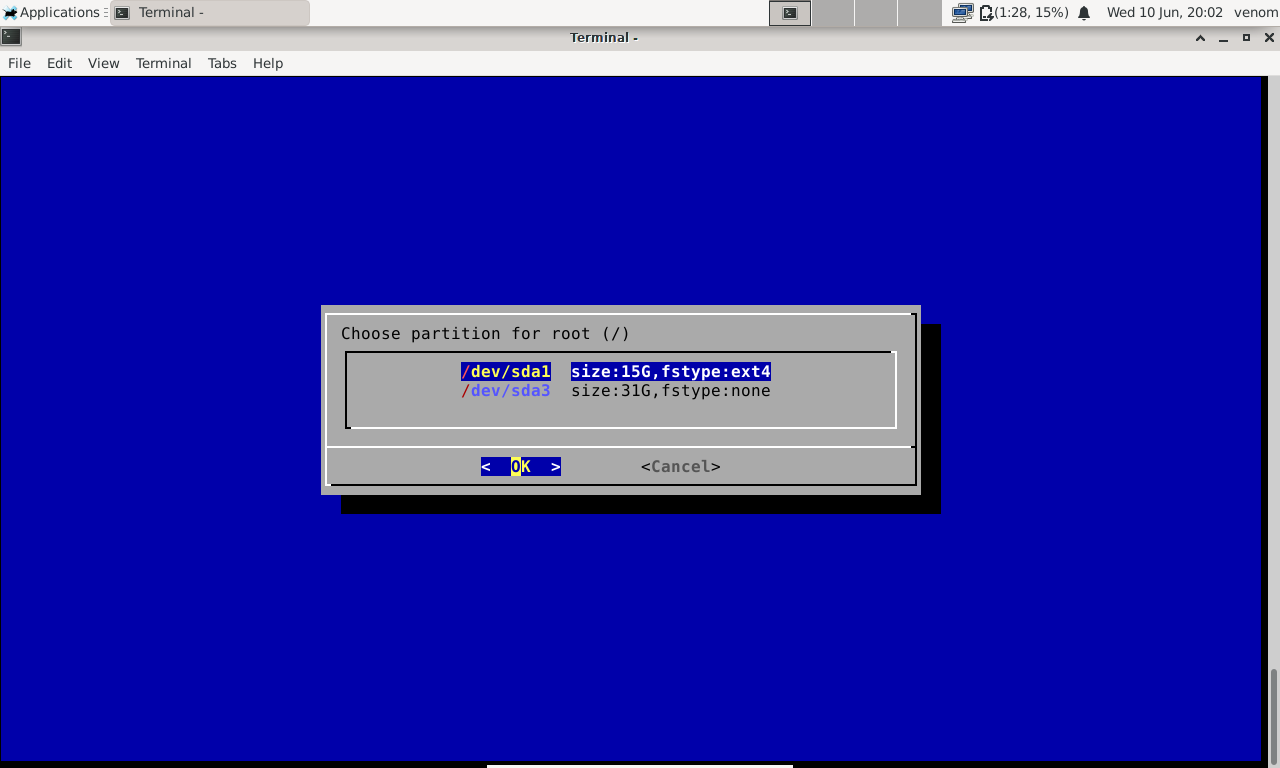 Applications Terminal - (1:28, 15%) Wed 10 Jun, 20:02 venom
Terminal -
File Edit View Terminal Tabs Help
Choose partition for root (/)
/dev/sda1 size:15G,fstype:ext4
/dev/sda3 size:31G,fstype:none
< OK > <Cancel>